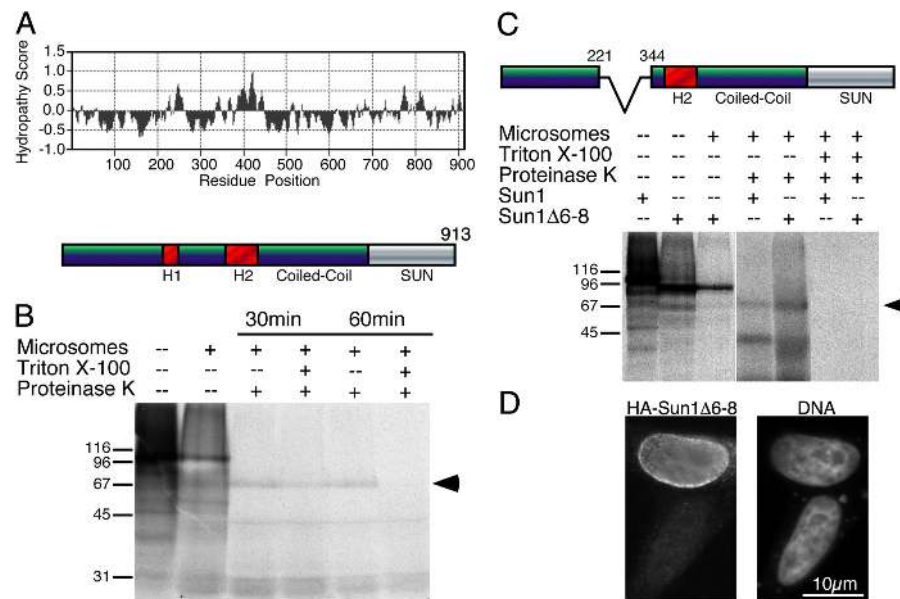 A
Hydropathy Score
1.5
1.0
0.5
0.0
-0.5
-1.0
100 200 300 400 500 600 700 800 900
Residue Position
913
H1 H2 Coiled-Coil SUN
B
30min 60min
Microsomes -- + + + + +
Triton X-100 -- -- -- + -- +
Proteinase K -- -- + + + +
116
96
67
45
31
C
221 344
H2 Coiled-Coil SUN
Microsomes -- -- + + + + +
Triton X-100 -- -- -- -- -- + +
Proteinase K -- -- -- + + + +
Sun1 + -- -- + -- + --
Sun1Δ6-8 -- + + -- + -- +
116
96
67
45
D
HA-Sun1Δ6-8 DNA
10µm